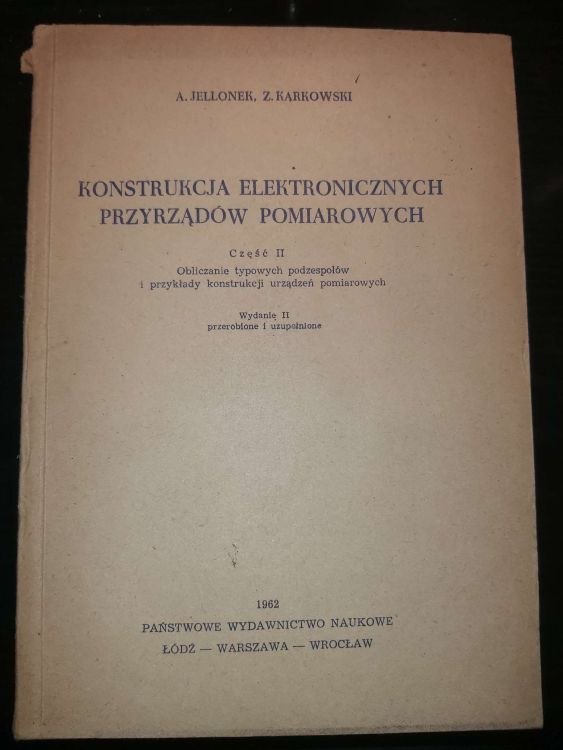 A. JELLONEK, Z. KARKOWSKI
KONSTRUKCJA ELEKTRONICZNYCH
PRZYRZĄDÓW POMIAROWYCH
Część II
Obliczanie typowych podzespołów
i przykłady konstrukcji urządzeń pomiarowych
Wydanie II
przerobione i uzupełnione
1962
PAŃSTWOWE WYDAWNICTWO NAUKOWE
ŁÓDŹ — WARSZAWA — WROCŁAW